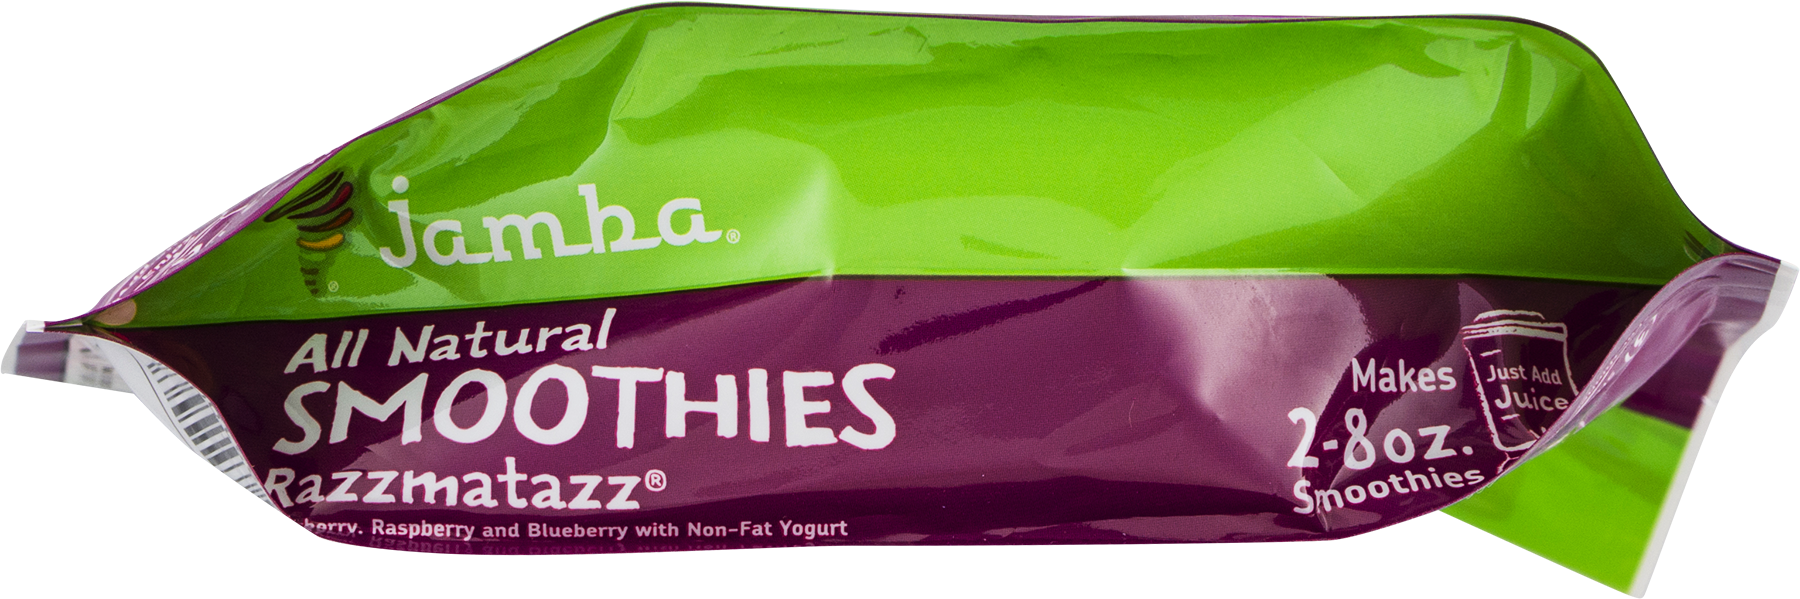 jamba®
®
All Natural
SMOOTHIES
Razzmatazz®
Raspberry and Blueberry with Non-Fat Yogurt
Makes
2-8oz.
Smoothies
Just Add
Juice